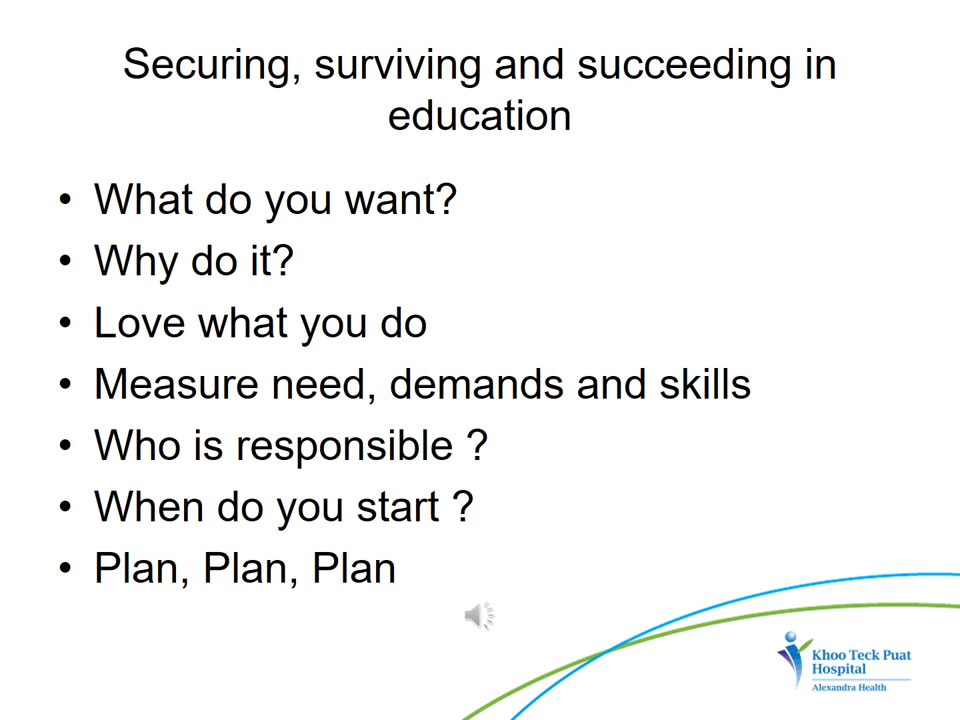 Securing, surviving and succeeding in
education
• What do you want?
• Why do it?
• Love what you do
• Measure need, demands and skills
• Who is responsible ?
• When do you start ?
• Plan, Plan, Plan
Khoo Teck Puat
Hospital
Alexandra Health